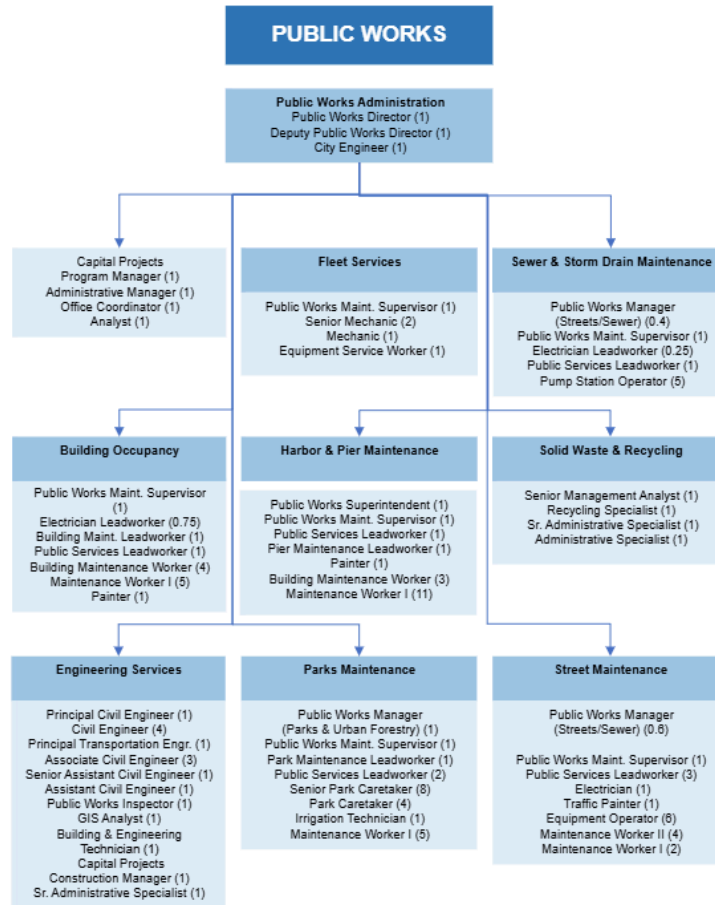 PUBLIC WORKS
Public Works Administration
Public Works Director (1)
Deputy Public Works Director (1)
City Engineer (1)
Capital Projects
Program Manager (1)
Administrative Manager (1)
Office Coordinator (1)
Analyst (1)
Fleet Services
Public Works Maint. Supervisor (1)
Senior Mechanic (2)
Mechanic (1)
Equipment Service Worker (1)
Sewer & Storm Drain Maintenance
Public Works Manager
(Streets/Sewer) (0.4)
Public Works Maint. Supervisor (1)
Electrician Leadworker (0.25)
Public Services Leadworker (1)
Pump Station Operator (5)
Building Occupancy
Public Works Maint. Supervisor
(1)
Electrician Leadworker (0.75)
Building Maint. Leadworker (1)
Public Services Leadworker (1)
Building Maintenance Worker (4)
Maintenance Worker I (5)
Painter (1)
Harbor & Pier Maintenance
Public Works Superintendent (1)
Public Works Maint. Supervisor (1)
Public Services Leadworker (1)
Pier Maintenance Leadworker (1)
Painter (1)
Building Maintenance Worker (3)
Maintenance Worker I (11)
Solid Waste & Recycling
Senior Management Analyst (1)
Recycling Specialist (1)
Sr. Administrative Specialist (1)
Administrative Specialist (1)
Engineering Services
Principal Civil Engineer (1)
Civil Engineer (4)
Principal Transportation Engr. (1)
Associate Civil Engineer (3)
Senior Assistant Civil Engineer (1)
Assistant Civil Engineer (1)
Public Works Inspector (1)
GIS Analyst (1)
Building & Engineering
Technician (1)
Capital Projects
Construction Manager (1)
Sr. Administrative Specialist (1)
Parks Maintenance
Public Works Manager
(Parks & Urban Forestry) (1)
Public Works Maint. Supervisor (1)
Park Maintenance Leadworker (1)
Public Services Leadworker (2)
Senior Park Caretaker (8)
Park Caretaker (4)
Irrigation Technician (1)
Maintenance Worker I (5)
Street Maintenance
Public Works Manager
(Streets/Sewer) (0.6)
Public Works Maint. Supervisor (1)
Public Services Leadworker (3)
Electrician (1)
Traffic Painter (1)
Equipment Operator (6)
Maintenance Worker II (4)
Maintenance Worker I (2)